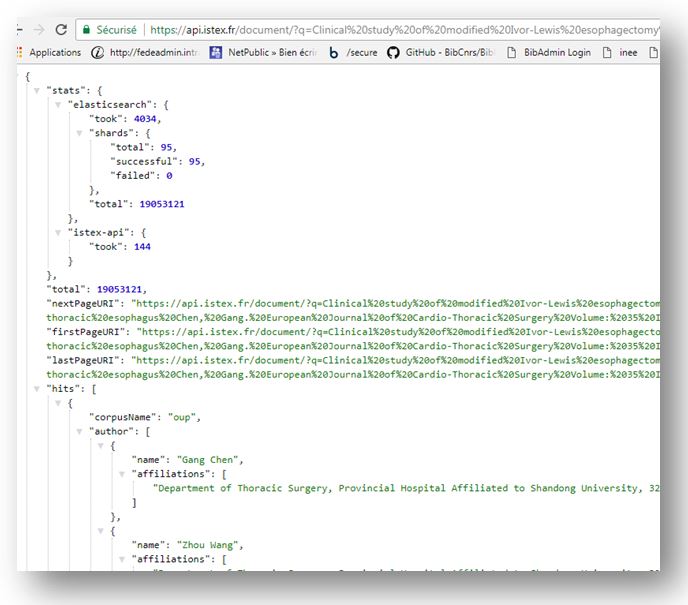 Sécurisé https://api.istex.fr/document/?q=Clinical%20study%20of%20modified%20Ivor-Lewis%20esophagectomy%
Applications http://fedeadmin.intr NetPublic » Bien écri /secure GitHub - BibCnrs/Bib BibAdmin Login inee
{
"stats": {
"elasticsearch": {
"took": 4034,
"shards": {
"total": 95,
"successful": 95,
"failed": 0
},
"total": 19053121
},
"istex-api": {
"took": 144
}
},
"total": 19053121,
"nextPageURI": "https://api.istex.fr/document/?q=Clinical%20study%20of%20modified%20Ivor-Lewis%20esophagectom
thoracic%20esophagus%20Chen,%20Gang.%20European%20Journal%20of%20Cardio-Thoracic%20Surgery%20Volume:%2035%20I
"firstPageURI": "https://api.istex.fr/document/?q=Clinical%20study%20of%20modified%20Ivor-Lewis%20esophagecto
thoracic%20esophagus%20Chen,%20Gang.%20European%20Journal%20of%20Cardio-Thoracic%20Surgery%20Volume:%2035%20I
"lastPageURI": "https://api.istex.fr/document/?q=Clinical%20study%20of%20modified%20Ivor-Lewis%20esophagectom
thoracic%20esophagus%20Chen,%20Gang.%20European%20Journal%20of%20Cardio-Thoracic%20Surgery%20Volume:%2035%20I
"hits": [
{
"corpusName": "oup",
"author": [
{
"name": "Gang Chen",
"affiliations": [
"Department of Thoracic Surgery, Provincial Hospital Affiliated to Shandong University, 32
]
},
{
"name": "Zhou Wang",
"affiliations": [